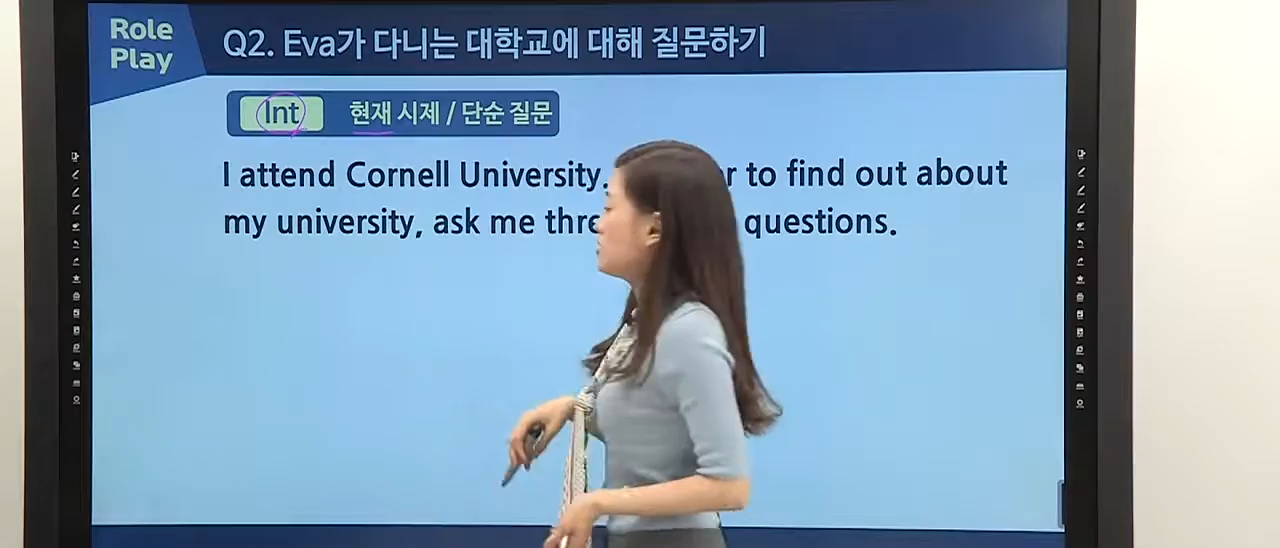 Role
Play
Q2. Eva가 다니는 대학교에 대해 질문하기
Int 현재 시제 / 단순 질문
I attend Cornell University. to find out about
my university, ask me questions.